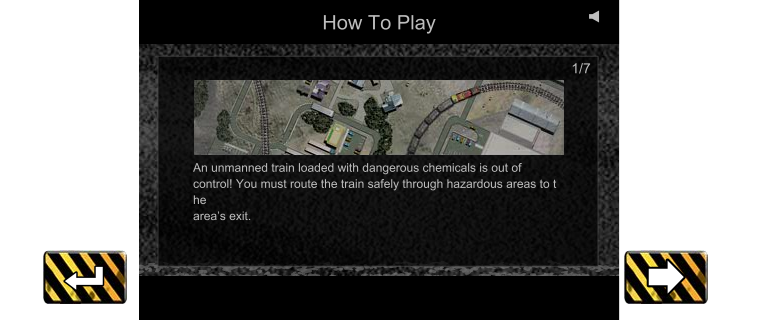 How To Play
1/7
An unmanned train loaded with dangerous chemicals is out of
control! You must route the train safely through hazardous areas to t
he
area's exit.